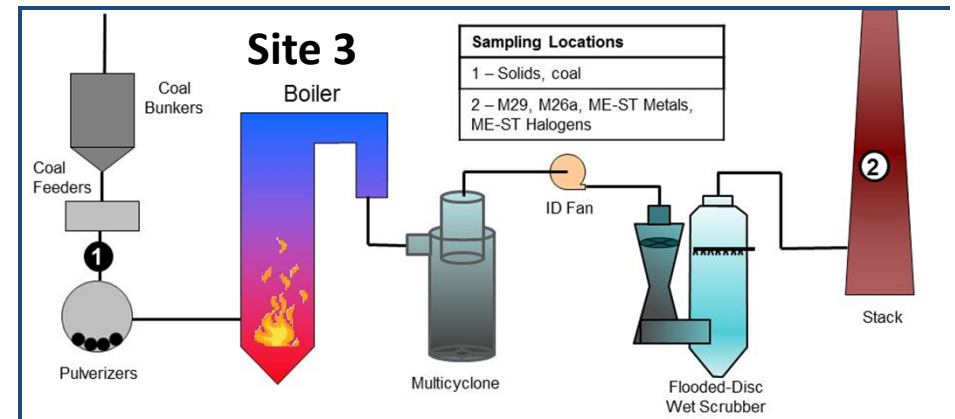 Site 3
Sampling Locations
1 – Solids, coal
2 – M29, M26a, ME-ST Metals,
ME-ST Halogens
Coal
Bunkers
Boiler
Coal
Feeders
1
Pulverizers
Multicyclone
ID Fan
Flooded-Disc
Wet Scrubber
2
Stack